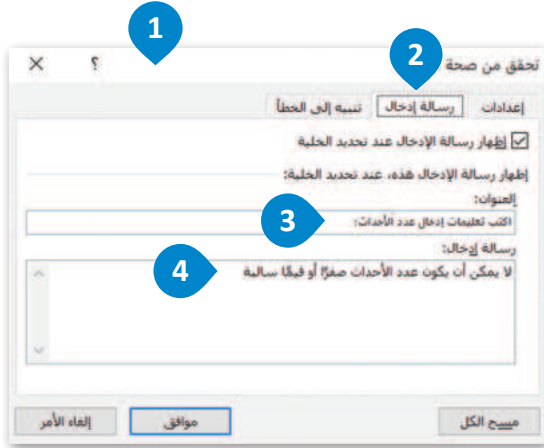 1
2
تحقق من صحة
؟ ×
إعدادات رسالة إدخال تنبيه إلى الخطأ
إظهار رسالة الإدخال عند تحديد الخلية
إظهار رسالة الإدخال هذه، عند تحديد الخلية:
العنوان:
اكتب تعليمات إدخال عدد الأحداث:
3
رسالة إدخال:
لا يمكن أن يكون عدد الأحداث صفرًا أو قيمًا سالبة
4
مسح الكل موافق إلغاء الأمر